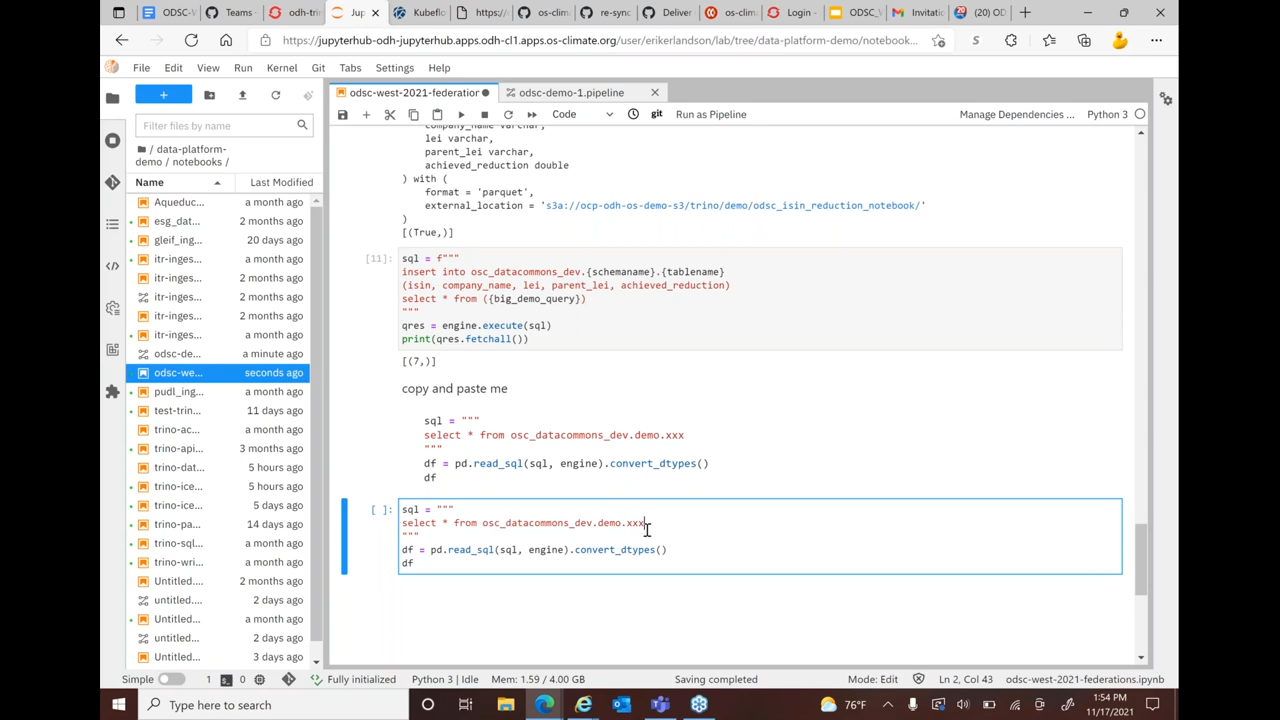 ODSC-V
Teams -
odh-trin
Jup
Kubeflo
https:/
os-clim
re-sync
Deliver
os-clim
Login -
ODSC_V
Invitatio
(20) OD
https://jupyterhub-odh-jupyterhub.apps.odh-cl1.apps.os-climate.org/user/erikerlandson/lab/tree/data-platform-demo/notebook...
File Edit View Run Kernel Git Tabs Settings Help
Filter files by name
/ data-platform-
demo / notebooks /
Name Last Modified
Aqueduc... a month ago
esg_dat... 2 months ago
gleif_ing... 20 days ago
itr-inges... a month ago
itr-inges... 2 months ago
itr-inges... a month ago
itr-inges... 2 months ago
itr-inges... a month ago
odsc-de... a minute ago
odsc-we... seconds ago
pudl_ing... a month ago
test-trin... 11 days ago
trino-ac... a month ago
trino-api... 3 months ago
trino-dat... 5 hours ago
trino-ice... 5 hours ago
trino-ice... 5 days ago
trino-pa... 14 days ago
trino-sql... a month ago
trino-wri... a month ago
Untitled.... 2 months ago
untitled.... 2 days ago
Untitled.... a month ago
untitled.... 2 days ago
Untitled.... 3 days ago
odsc-west-2021-federation
odsc-demo-1.pipeline
Code git Run as Pipeline Manage Dependencies ... Python 3
company_name varchar,
lei varchar,
parent_lei varchar,
achieved_reduction double
) with (
format = 'parquet',
external_location = 's3a://ocp-odh-os-demo-s3/trino/demo/odsc_isin_reduction_notebook/'
)
[(True,)]
[11]: sql = f"""
insert into osc_datacommons_dev.{schemaname}.{tablename}
(isin, company_name, lei, parent_lei, achieved_reduction)
select * from ({big_demo_query})
"""
qres = engine.execute(sql)
print(qres.fetchall())
[(7,)]
copy and paste me
sql = """
select * from osc_datacommons_dev.demo.xxx
"""
df = pd.read_sql(sql, engine).convert_dtypes()
df
[ ]: sql = """
select * from osc_datacommons_dev.demo.xxx
"""
df = pd.read_sql(sql, engine).convert_dtypes()
df
Simple 1 0 Fully initialized Python 3 | Idle Mem: 1.59 / 4.00 GB Saving completed Mode: Edit Ln 2, Col 43 odsc-west-2021-federations.ipynb
Type here to search
76°F
1:54 PM
11/17/2021